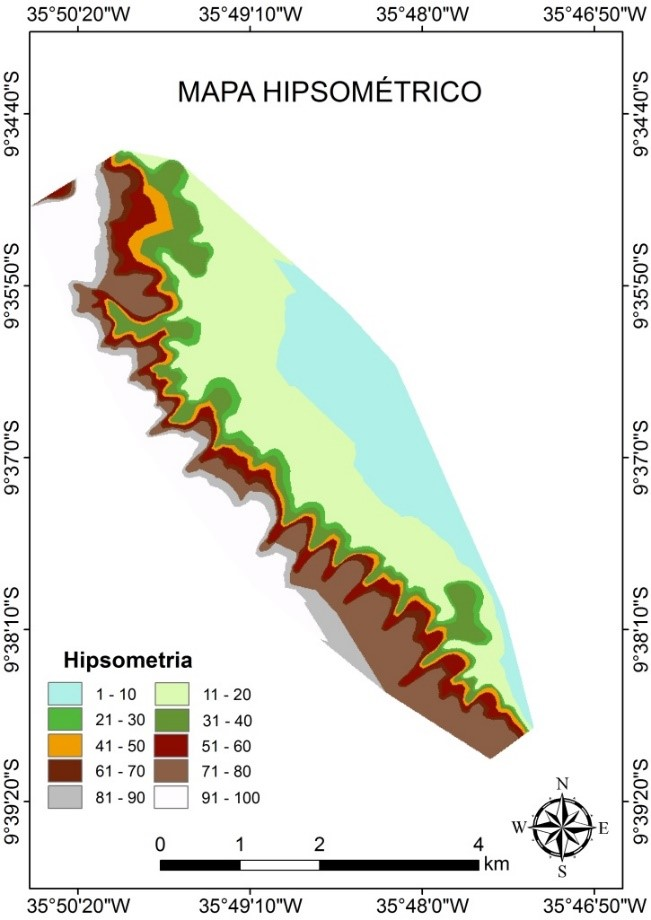 35°50'20"W 35°49'10"W 35°48'0"W 35°46'50"W
MAPA HIPSOMÉTRICO
9°34'40"S 9°34'40"S
9°35'50"S 9°35'50"S
9°37'0"S 9°37'0"S
9°38'10"S 9°38'10"S
9°39'20"S 9°39'20"S
Hipsometria
1 - 10 11 - 20
21 - 30 31 - 40
41 - 50 51 - 60
61 - 70 71 - 80
81 - 90 91 - 100
N
W E
S
0 1 2 4
km
35°50'20"W 35°49'10"W 35°48'0"W 35°46'50"W